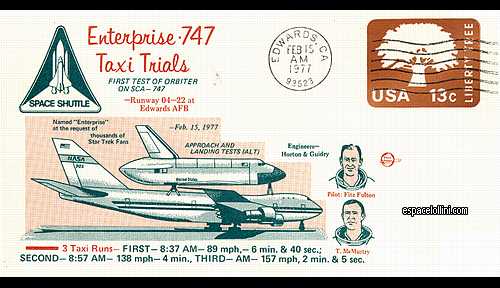 Enterprise·747
Taxi Trials
FIRST TEST OF ORBITER
ON SCA - 747
—Runway 04—22 at
Edwards AFB
SPACE SHUTTLE
EDWARDS, CA
FEB 15
AM
1977
93523
USA 13c
LIBERTY TREE
Named "Enterprise"
at the request of
thousands of
Star Trek Fans
—Feb. 15, 1977
APPROACH AND
LANDING TESTS (ALT)
Engineers—
Horton & Guidry
NASA
905
United States
Pilot: Fitz Fulton
T. McMurtry
espacelollini.com
3 Taxi Runs— FIRST— 8:37 AM— 89 mph,— 6 min. & 40 sec.;
SECOND— 8:57 AM— 138 mph— 4 min., THIRD— AM— 157 mph, 2 min. & 5 sec.